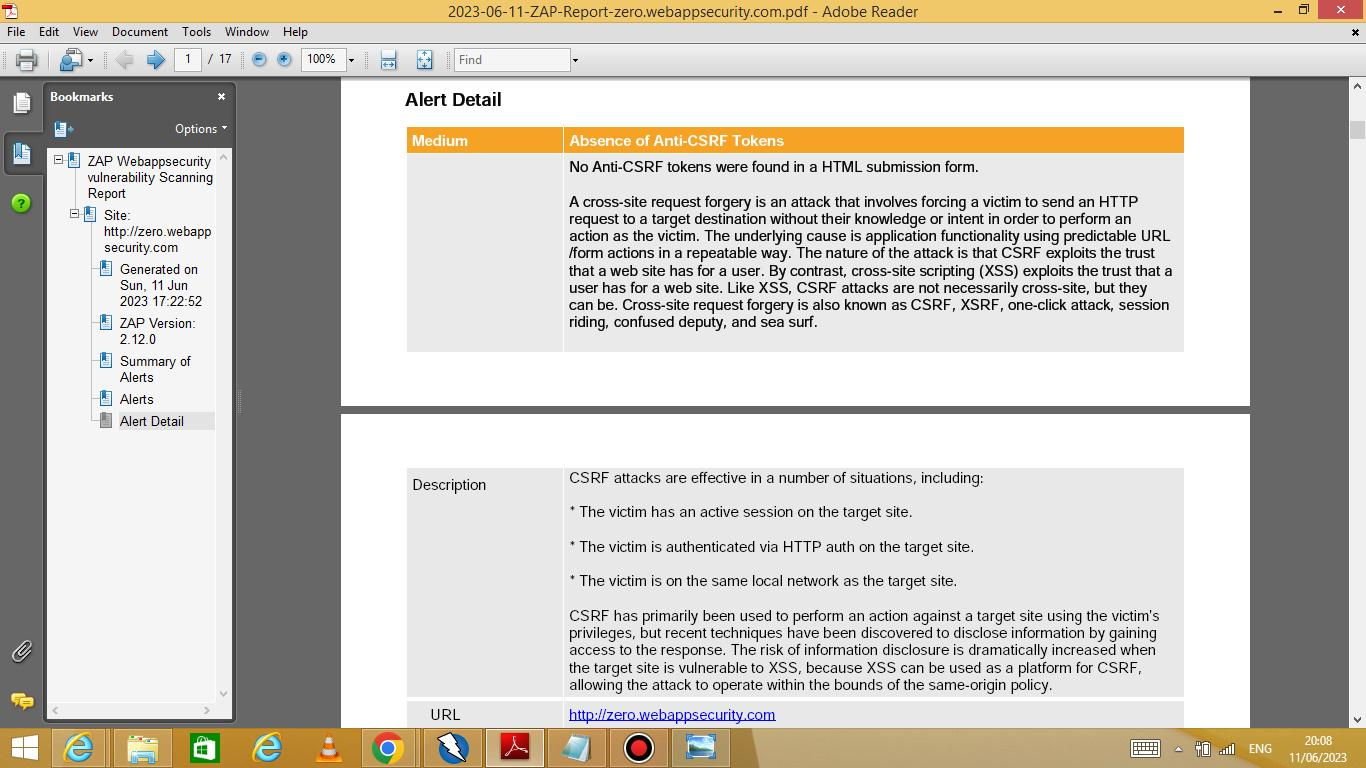 2023-06-11-ZAP-Report-zero.webappsecurity.com.pdf - Adobe Reader
File Edit View Document Tools Window Help
1 / 17 100% Find
Bookmarks
Options
ZAP Webappsecurity
vulnerability Scanning
Report
Site:
http://zero.webapp
security.com
Generated on
Sun, 11 Jun
2023 17:22:52
ZAP Version:
2.12.0
Summary of
Alerts
Alerts
Alert Detail
Alert Detail
Medium Absence of Anti-CSRF Tokens
No Anti-CSRF tokens were found in a HTML submission form.
A cross-site request forgery is an attack that involves forcing a victim to send an HTTP
request to a target destination without their knowledge or intent in order to perform an
action as the victim. The underlying cause is application functionality using predictable URL
/form actions in a repeatable way. The nature of the attack is that CSRF exploits the trust
that a web site has for a user. By contrast, cross-site scripting (XSS) exploits the trust that a
user has for a web site. Like XSS, CSRF attacks are not necessarily cross-site, but they
can be. Cross-site request forgery is also known as CSRF, XSRF, one-click attack, session
riding, confused deputy, and sea surf.
Description
CSRF attacks are effective in a number of situations, including:
* The victim has an active session on the target site.
* The victim is authenticated via HTTP auth on the target site.
* The victim is on the same local network as the target site.
CSRF has primarily been used to perform an action against a target site using the victim's
privileges, but recent techniques have been discovered to disclose information by gaining
access to the response. The risk of information disclosure is dramatically increased when
the target site is vulnerable to XSS, because XSS can be used as a platform for CSRF,
allowing the attack to operate within the bounds of the same-origin policy.
URL http://zero.webappsecurity.com
ENG
20:08
11/06/2023